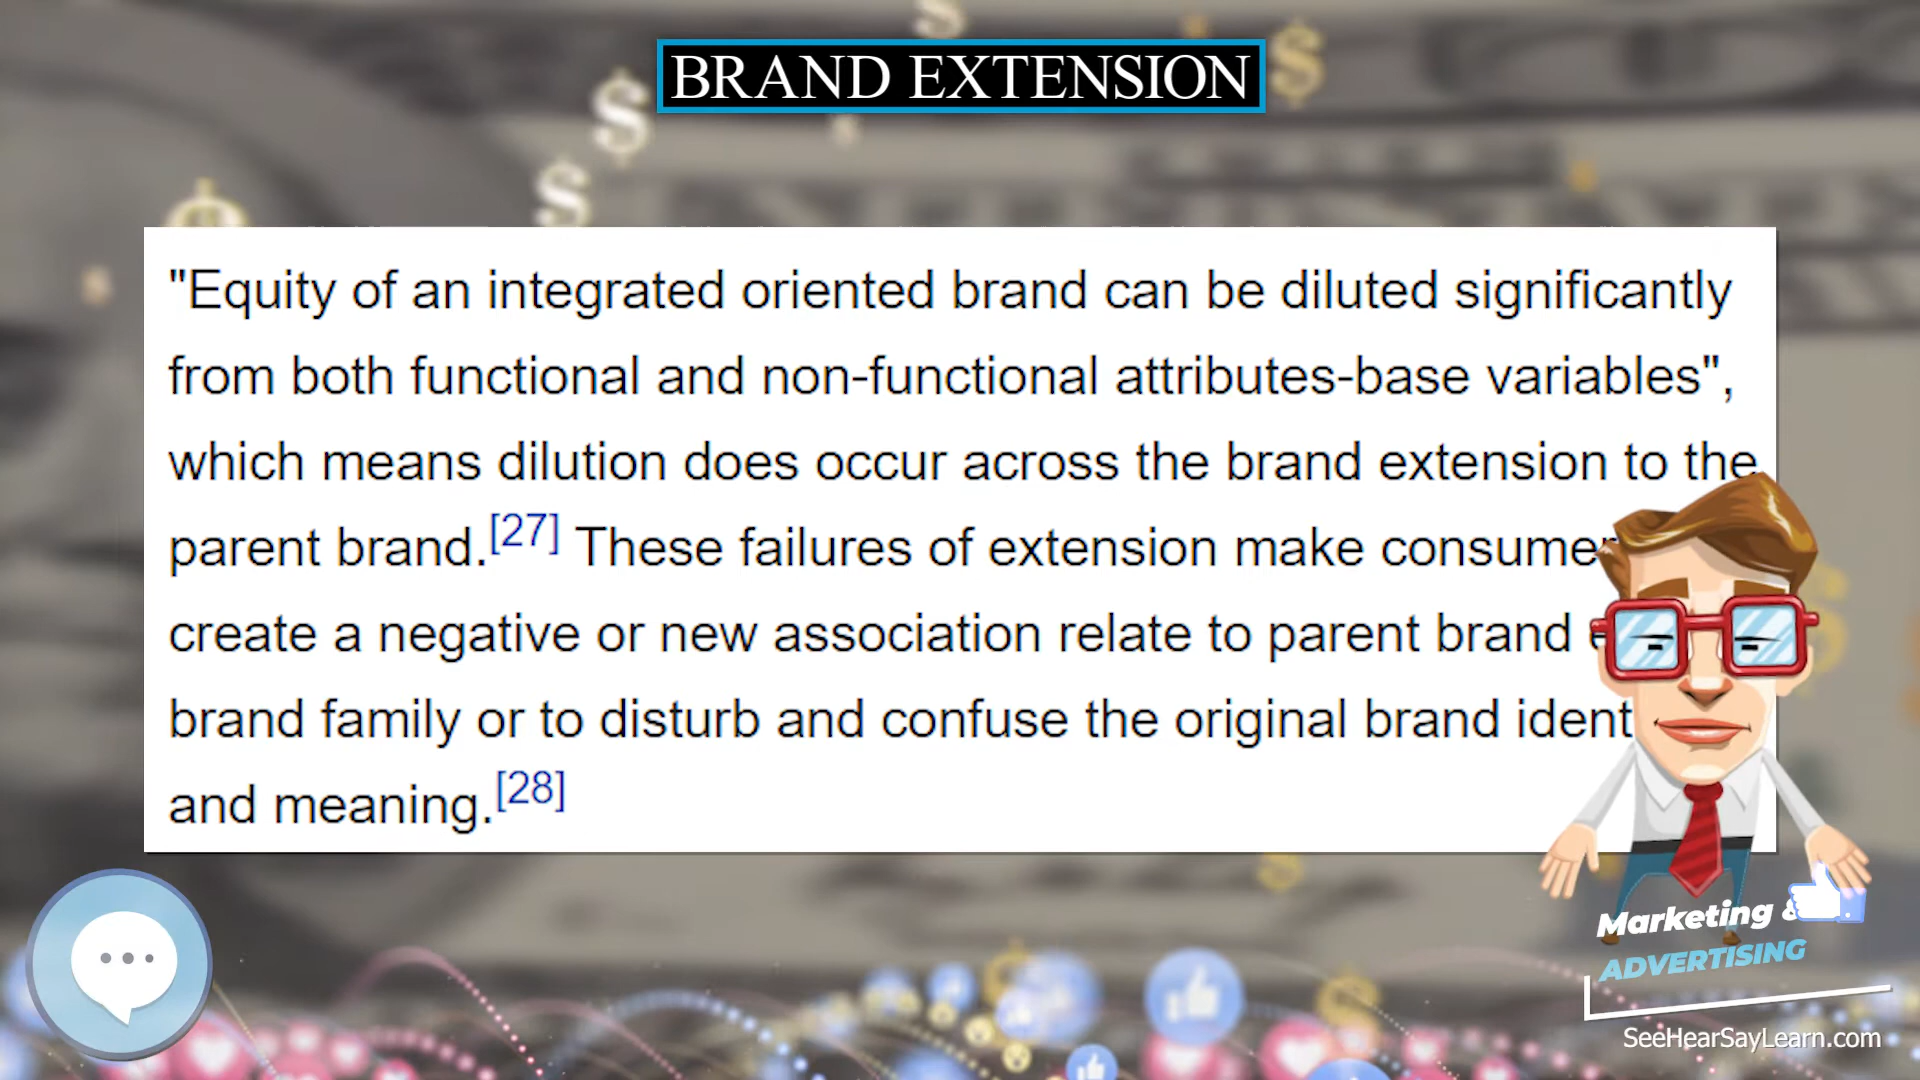 BRAND EXTENSION
"Equity of an integrated oriented brand can be diluted significantly
from both functional and non-functional attributes-base variables",
which means dilution does occur across the brand extension to the
parent brand.[27] These failures of extension make
create a negative or new association relate to parent brand
brand family or to disturb and confuse the original brand
and meaning.[28]
Marketing &
ADVERTISING
SeeHearSayLearn.com